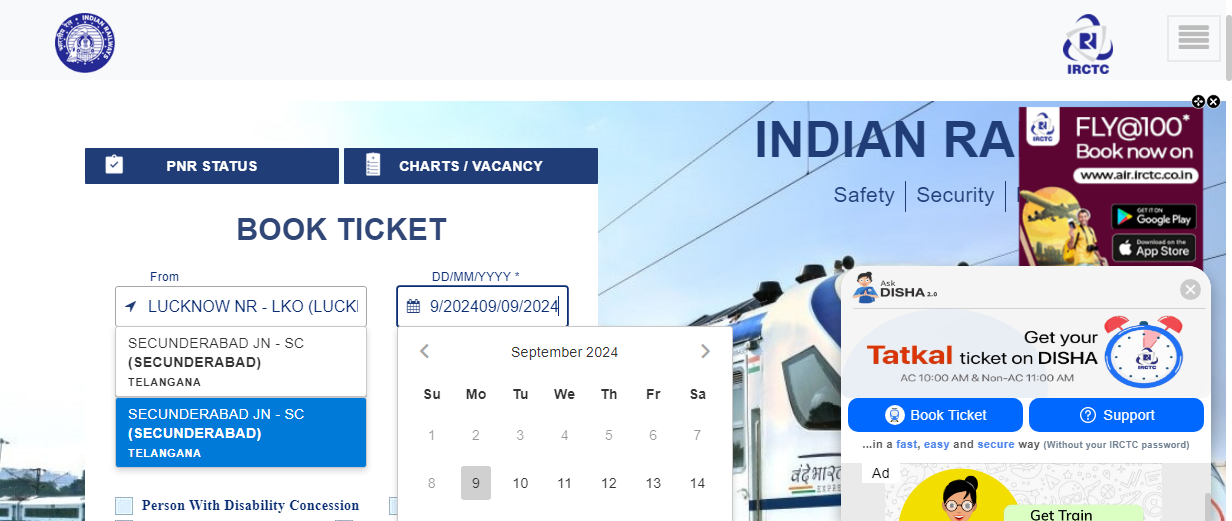 INDIAN RAILWAYS
IRCTC
PNR STATUS
CHARTS / VACANCY
BOOK TICKET
From
LUCKNOW NR - LKO (LUCK
SECUNDERABAD JN - SC
(SECUNDERABAD)
TELANGANA
SECUNDERABAD JN - SC
(SECUNDERABAD)
TELANGANA
Person With Disability Concession
DD/MM/YYYY *
9/202409/09/2024
September 2024
Su Mo Tu We Th Fr Sa
1 2 3 4 5 6 7
8 9 10 11 12 13 14
INDIAN RA
Safety | Security |
वंदे भारत
EXPRES
IRCTC
FLY@100*
Book now on
www.air.irctc.co.in
GET IT ON
Google Play
Download on the
App Store
Ask
DISHA 2.0
Get your
Tatkal ticket on DISHA
AC 10:00 AM & Non-AC 11:00 AM
IRCTC
Book Ticket
Support
...in a fast, easy and secure way (Without your IRCTC password)
Ad
Get Train